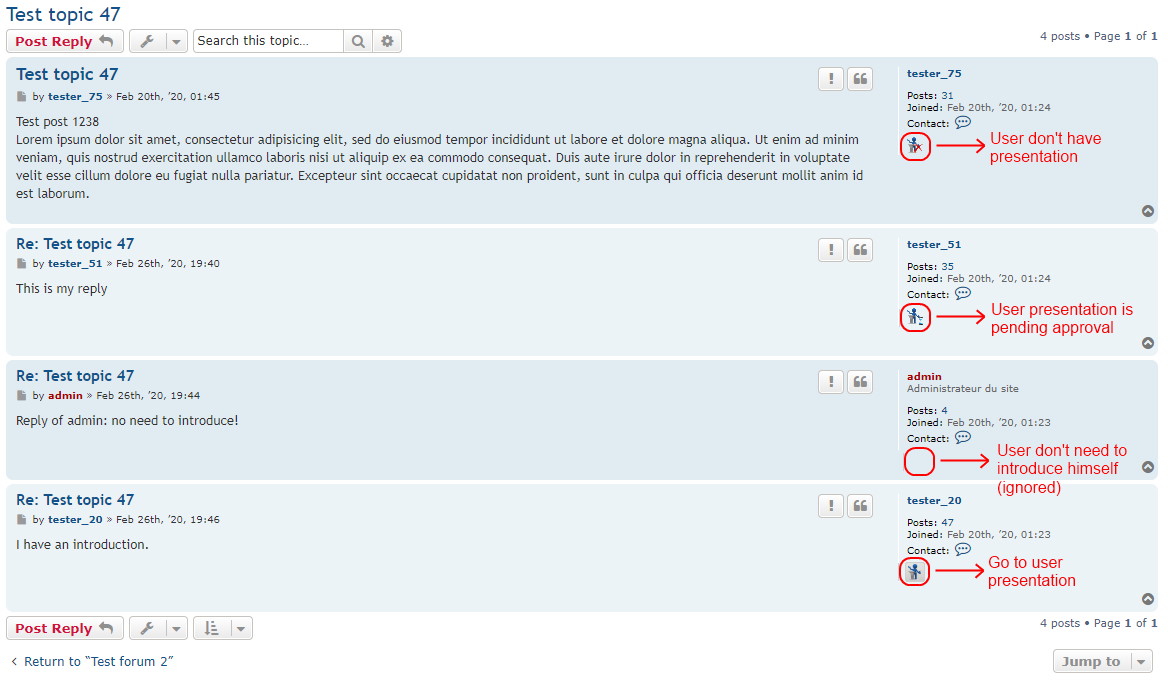 Test topic 47
Post Reply
Search this topic…
4 posts • Page 1 of 1
Test topic 47
by tester_75 » Feb 20th, ’20, 01:45
Test post 1238
Lorem ipsum dolor sit amet, consectetur adipisicing elit, sed do eiusmod tempor incididunt ut labore et dolore magna aliqua. Ut enim ad minim
veniam, quis nostrud exercitation ullamco laboris nisi ut aliquip ex ea commodo consequat. Duis aute irure dolor in reprehenderit in voluptate
velit esse cillum dolore eu fugiat nulla pariatur. Excepteur sint occaecat cupidatat non proident, sunt in culpa qui officia deserunt mollit anim id
est laborum.
tester_75
Posts: 31
Joined: Feb 20th, ’20, 01:24
Contact:
User don't have
presentation
Re: Test topic 47
by tester_51 » Feb 26th, ’20, 19:40
This is my reply
tester_51
Posts: 35
Joined: Feb 20th, ’20, 01:24
Contact:
User presentation is
pending approval
Re: Test topic 47
by admin » Feb 26th, ’20, 19:44
Reply of admin: no need to introduce!
admin
Administrateur du site
Posts: 4
Joined: Feb 20th, ’20, 01:23
Contact:
User don't need to
introduce himself
(ignored)
Re: Test topic 47
by tester_20 » Feb 26th, ’20, 19:46
I have an introduction.
tester_20
Posts: 47
Joined: Feb 20th, ’20, 01:23
Contact:
Go to user
presentation
Post Reply
4 posts • Page 1 of 1
Return to “Test forum 2”
Jump to